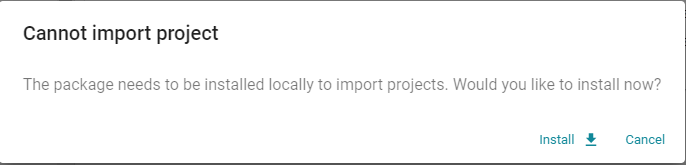 Cannot import project
The package needs to be installed locally to import projects. Would you like to install now?
Install Cancel